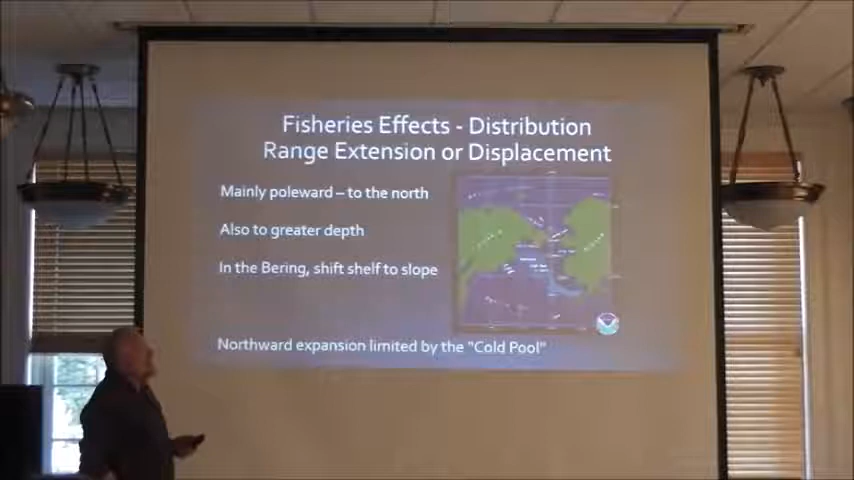 Fisheries Effects - Distribution
Range Extension or Displacement
Mainly poleward – to the north
Also to greater depth
In the Bering, shift shelf to slope
Northward expansion limited by the "Cold Pool"